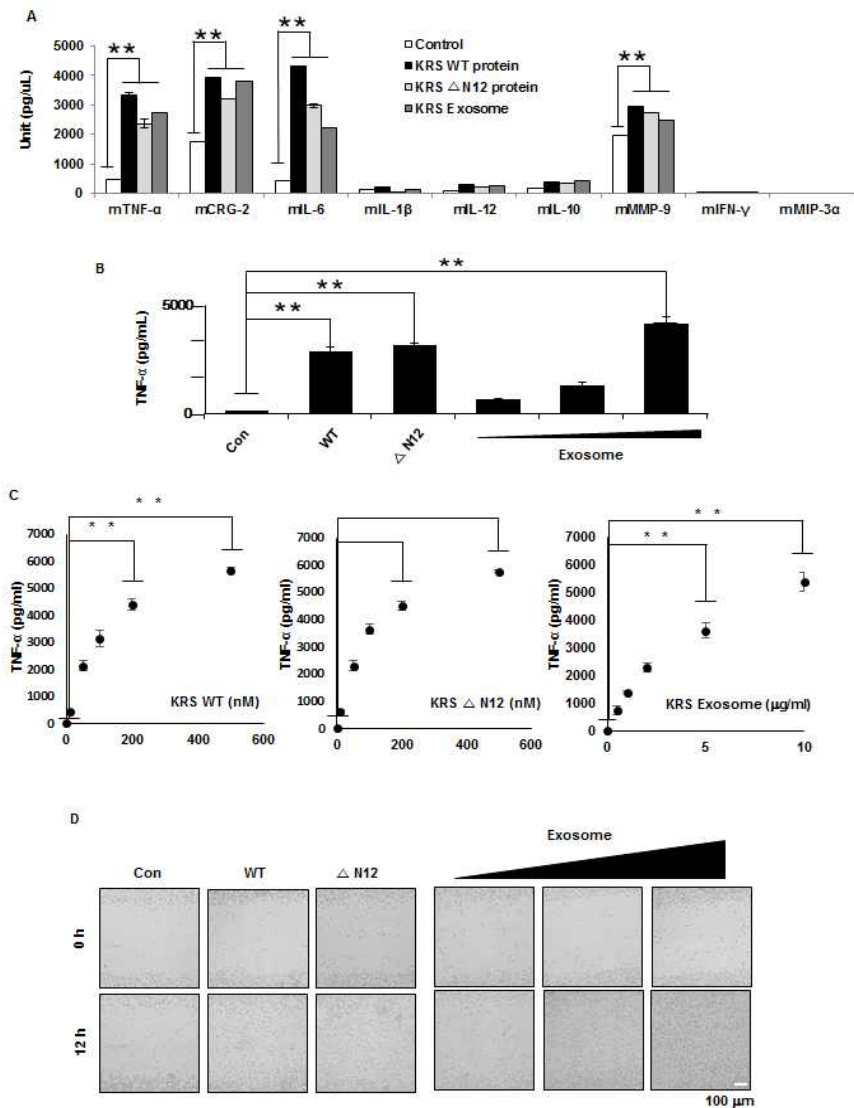 A
* *
* *
* *
* *
Control
KRS WT protein
KRS △ N12 protein
KRS Exosome
Unit (pg/uL)
5000
4000
3000
2000
1000
0
mTNF-α mCRG-2 mIL-6 mIL-1β mIL-12 mIL-10 mMMP-9 mIFN-γ mMIP-3α
B
* *
* *
* *
TNF-α (pg/mL)
5000
0
Con WT △ N12
Exosome
C
* *
* *
TNF-α (pg/ml)
7000
6000
5000
4000
3000
2000
1000
0
KRS WT (nM)
0 200 400 600
TNF-α (pg/ml)
7000
6000
5000
4000
3000
2000
1000
0
KRS △ N12 (nM)
0 200 400 600
* *
* *
TNF-α (pg/ml)
7000
6000
5000
4000
3000
2000
1000
0
KRS Exosome (µg/ml)
0 5 10
D
Exosome
Con WT △ N12
0 h
12 h
100 µm